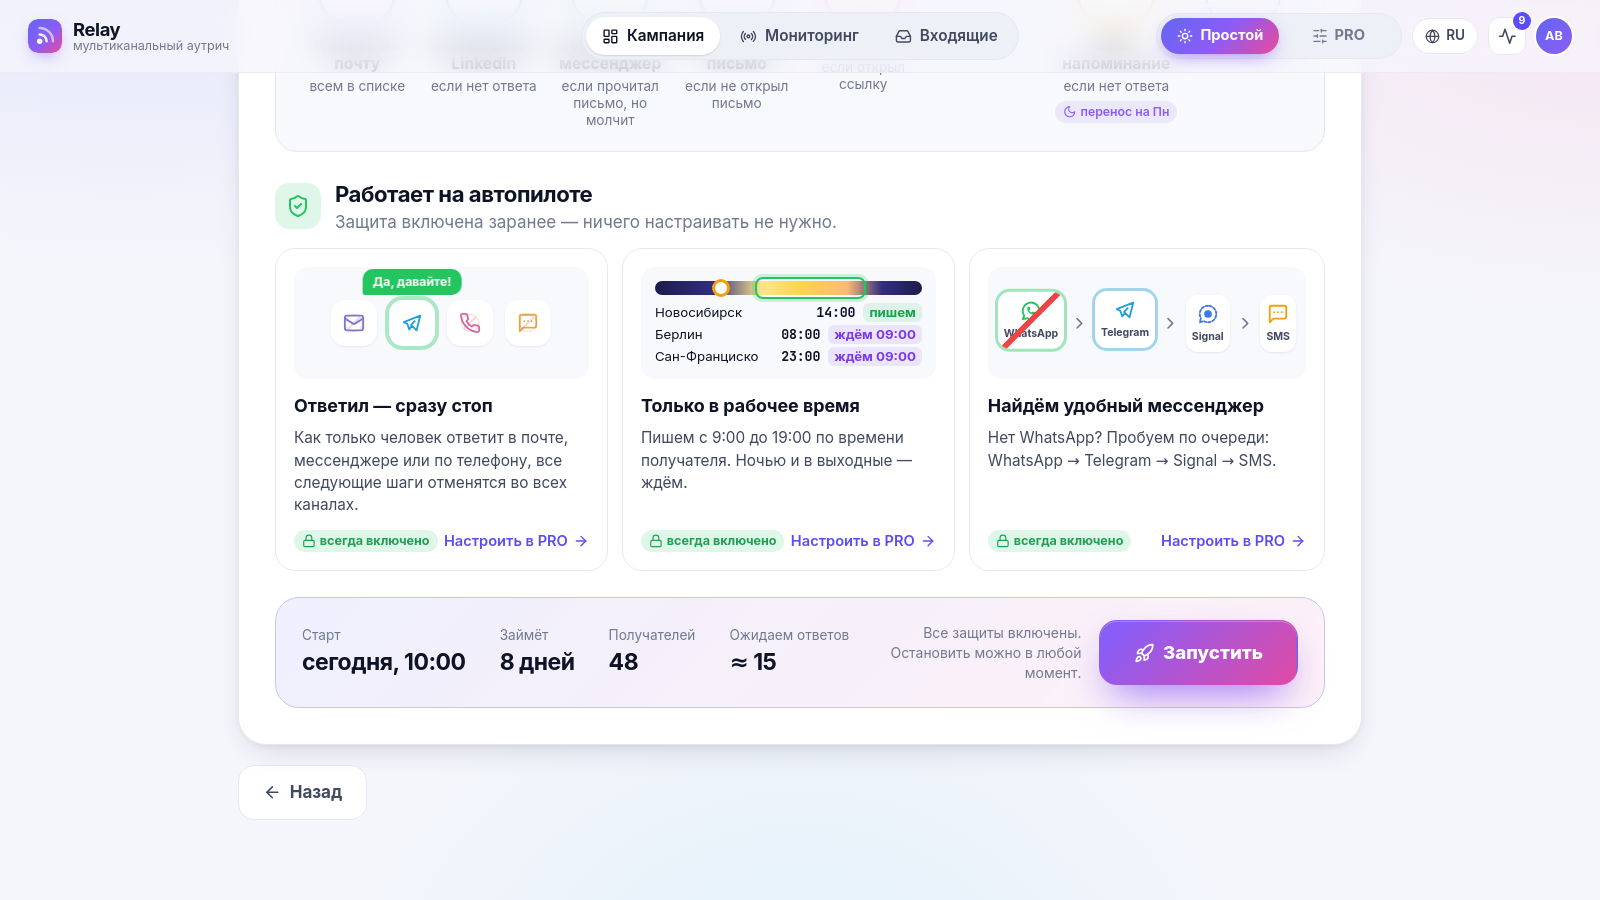 Relay
мультиканальный аутрич
Кампания
Мониторинг
Входящие
Простой
PRO
RU
9
AB
почту
LinkedIn
мессенджер
письмо
если открыл
напоминание
всем в списке
если нет ответа
если прочитал
письмо, но
молчит
если не открыл
письмо
ссылку
если нет ответа
перенос на Пн
Работает на автопилоте
Защита включена заранее — ничего настраивать не нужно.
Да, давайте!
Ответил — сразу стоп
Как только человек ответит в почте,
мессенджере или по телефону, все
следующие шаги отменятся во всех
каналах.
всегда включено
Настроить в PRO →
Новосибирск 14:00 пишем
Берлин 08:00 ждём 09:00
Сан-Франциско 23:00 ждём 09:00
Только в рабочее время
Пишем с 9:00 до 19:00 по времени
получателя. Ночью и в выходные —
ждём.
всегда включено
Настроить в PRO →
WhatsApp
Telegram
Signal
SMS
Найдём удобный мессенджер
Нет WhatsApp? Пробуем по очереди:
WhatsApp → Telegram → Signal → SMS.
всегда включено
Настроить в PRO →
Старт
сегодня, 10:00
Займёт
8 дней
Получателей
48
Ожидаем ответов
≈ 15
Все защиты включены.
Остановить можно в любой
момент.
Запустить
← Назад